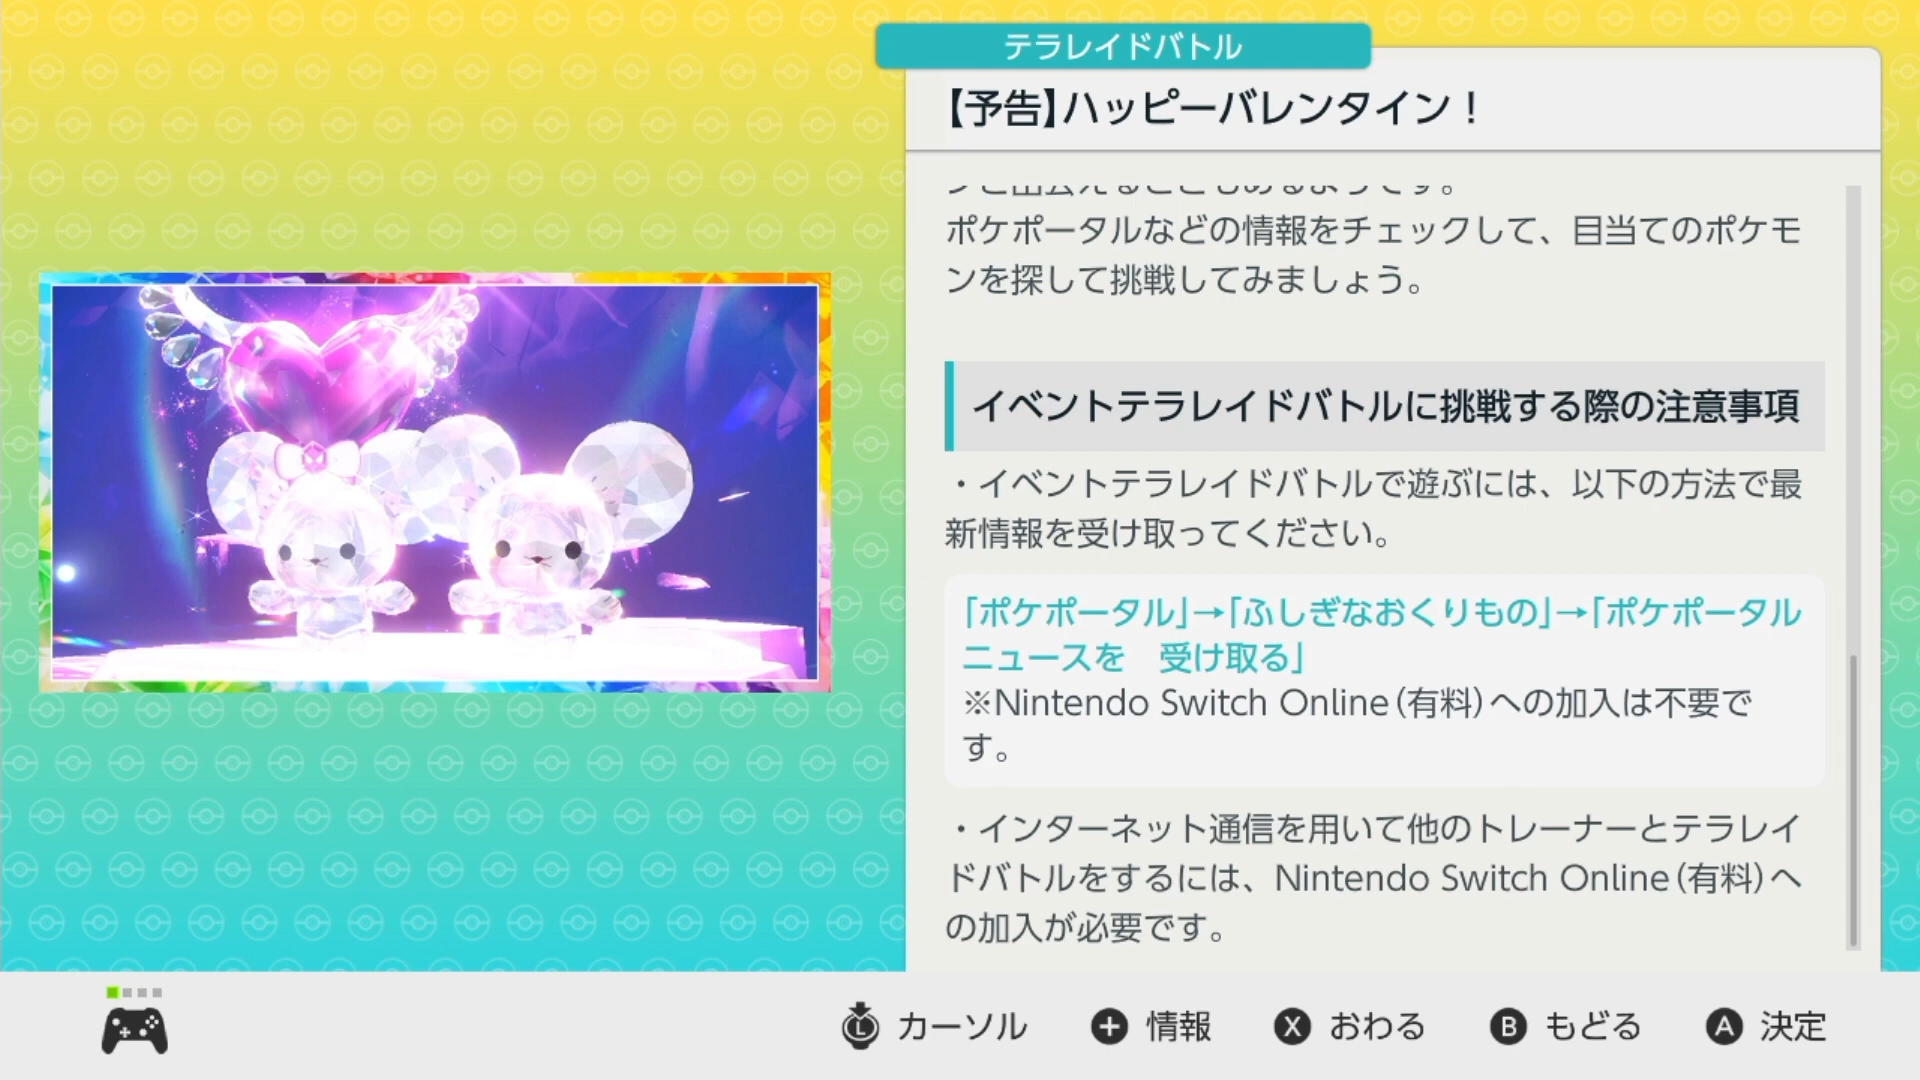 テラレイドバトル
【予告】ハッピーバレンタイン！
ポケポータルなどの情報をチェックして、目当てのポケモ
ンを探して挑戦してみましょう。
イベントテラレイドバトルに挑戦する際の注意事項
・イベントテラレイドバトルで遊ぶには、以下の方法で最
新情報を受け取ってください。
「ポケポータル」→「ふしぎなおくりもの」→「ポケポータル
ニュースを　受け取る」
※Nintendo Switch Online（有料）への加入は不要で
す。
・インターネット通信を用いて他のトレーナーとテラレイ
ドバトルをするには、Nintendo Switch Online（有料）へ
の加入が必要です。
L カーソル + 情報 X おわる B もどる A 決定